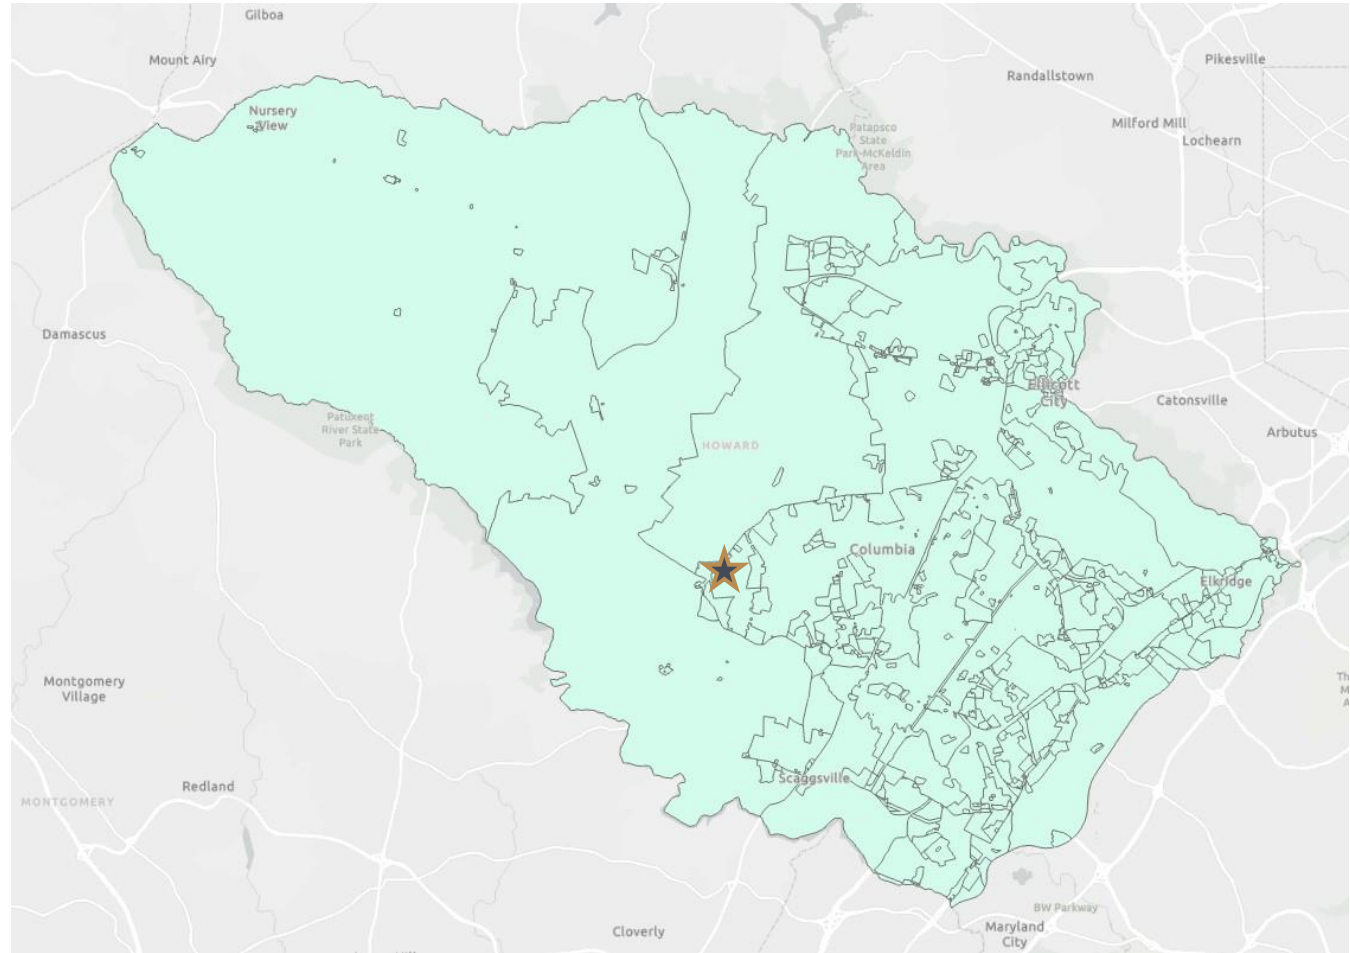 Gilboa
Mount Airy
Pikesville
Randallstown
Nursery
View
Milford Mill
Lochearn
Patapsco
State
Park-McKeldin
Area
Damascus
Ellicott
City
Catonsville
Patuxent
River State
Park
Arbutus
HOWARD
Columbia
Elkridge
Montgomery
Village
Scaggsville
Redland
MONTGOMERY
BW Parkway
Cloverly
Maryland
City